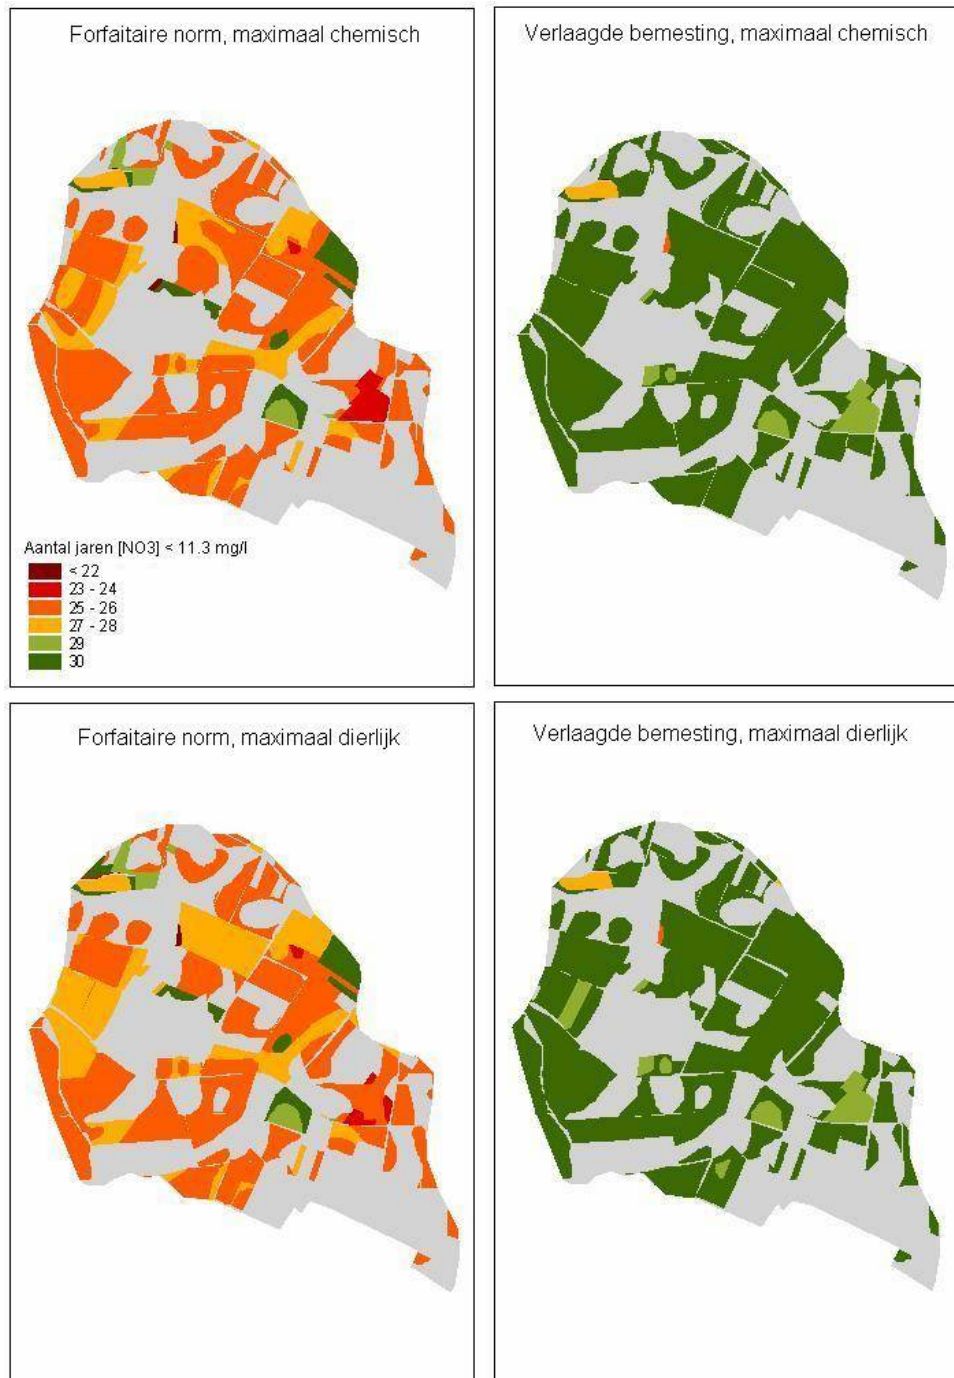 Forfaitaire norm, maximaal chemisch
Verlaagde bemesting, maximaal chemisch
Aantal jaren [NO3] < 11.3 mg/l
< 22
23 - 24
25 - 26
27 - 28
29
30
Forfaitaire norm, maximaal dierlijk
Verlaagde bemesting, maximaal dierlijk